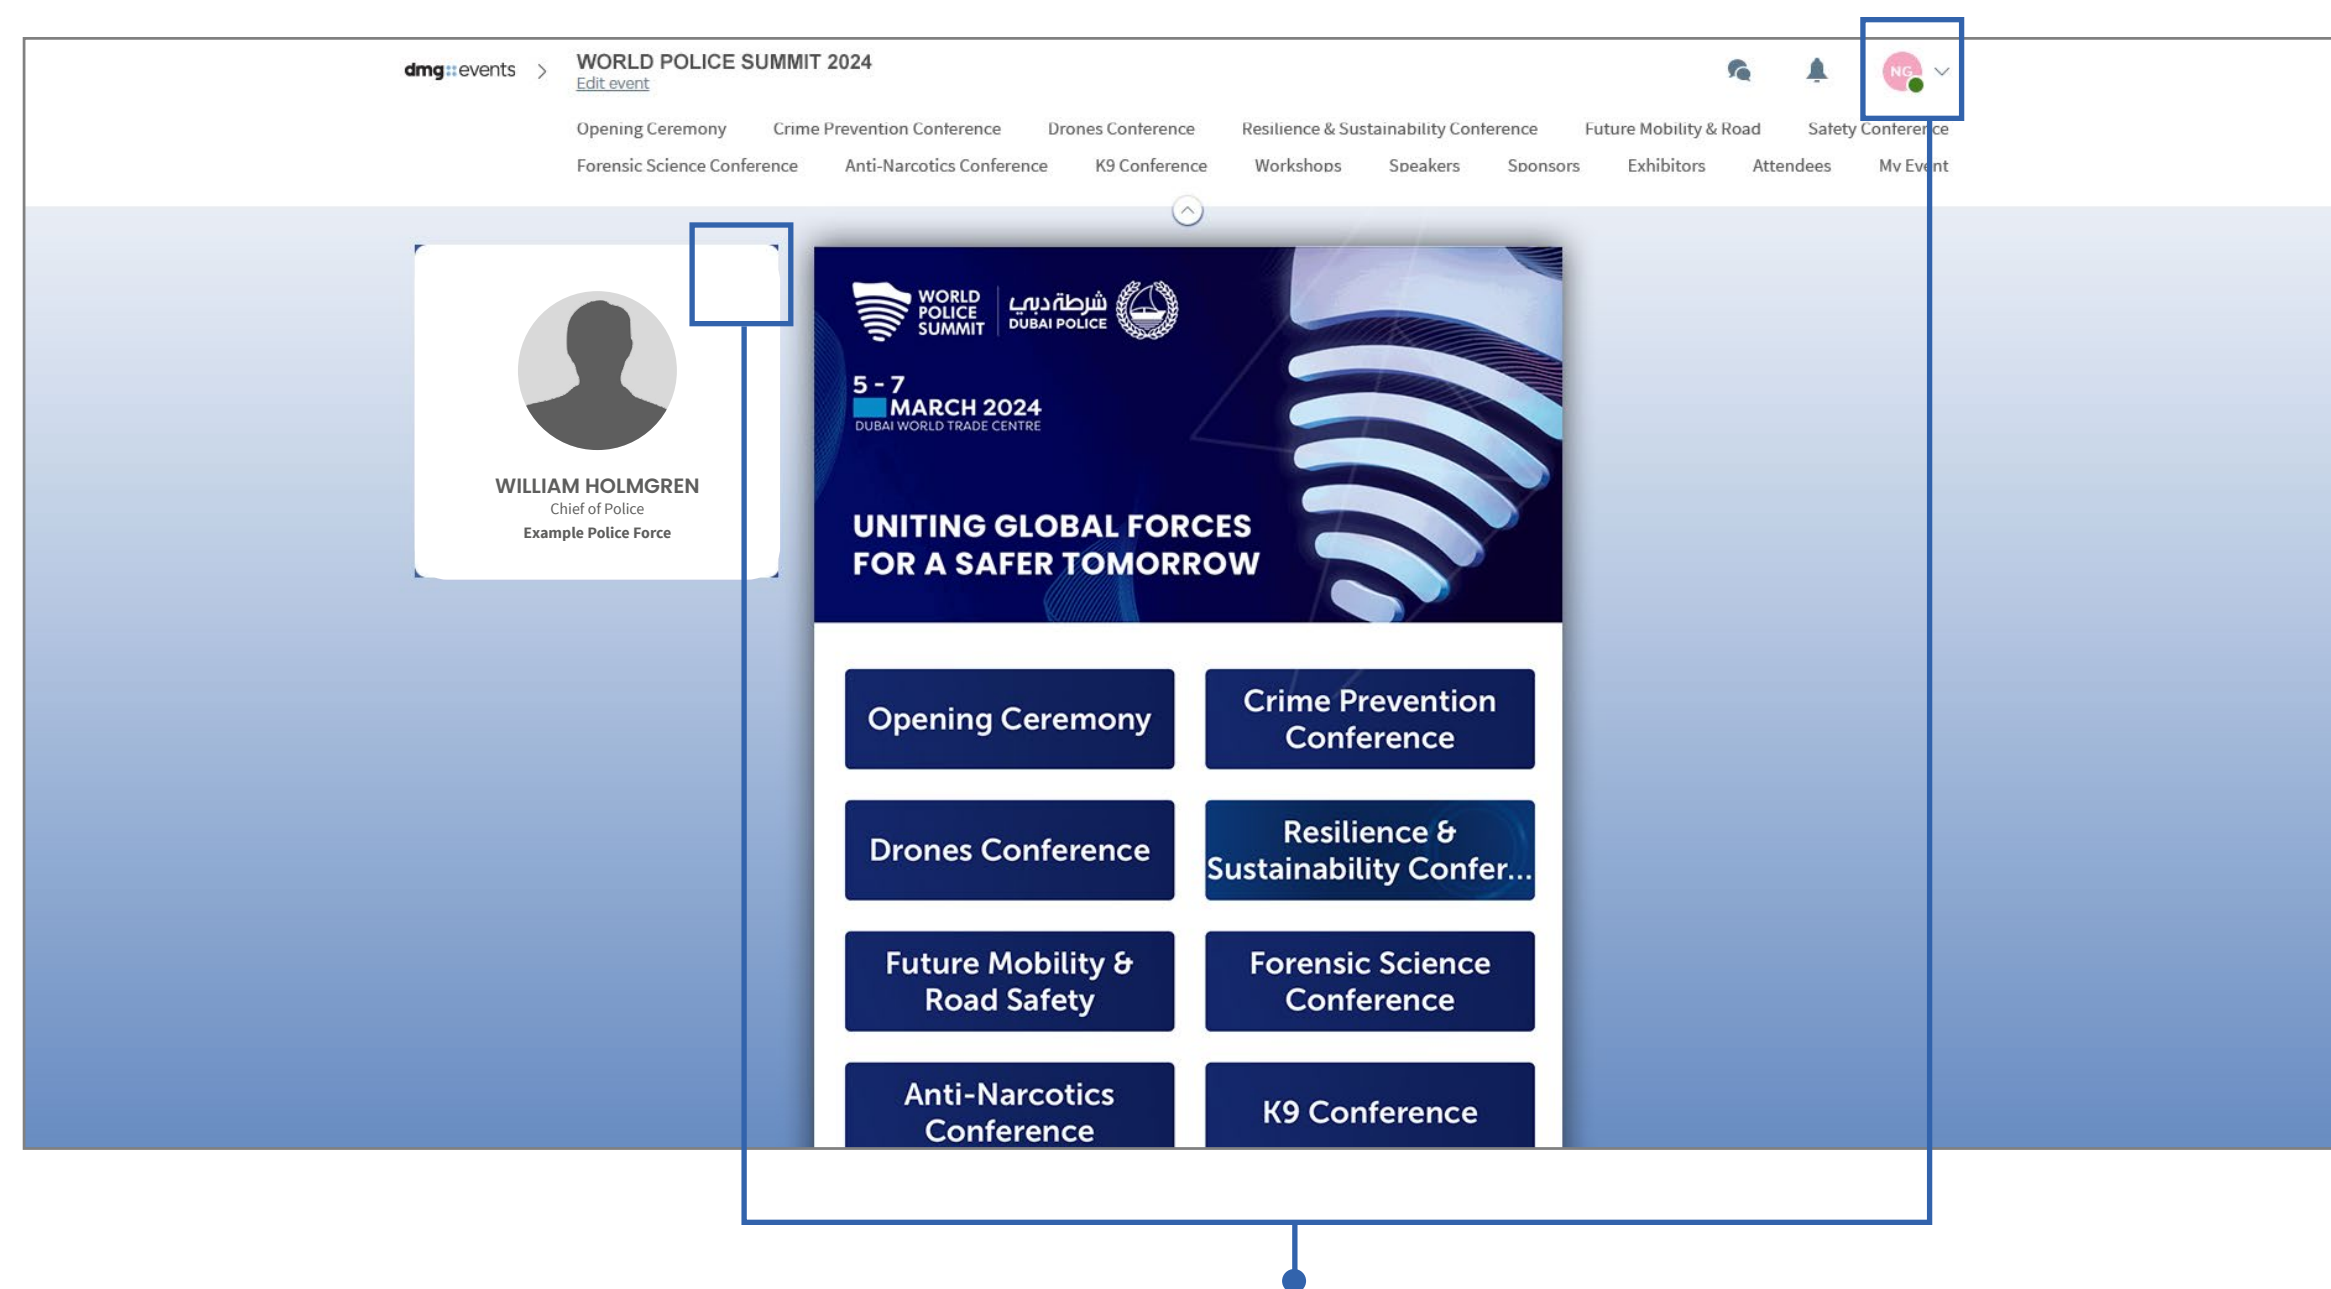 dmg::events
WORLD POLICE SUMMIT 2024
Edit event
NG
Opening Ceremony Crime Prevention Conference Drones Conference Resilience & Sustainability Conference Future Mobility & Road Safety Conference
Forensic Science Conference Anti-Narcotics Conference K9 Conference Workshops Speakers Sponsors Exhibitors Attendees My Event
WILLIAM HOLMGREN
Chief of Police
Example Police Force
WORLD
POLICE
SUMMIT
شرطة دبي
DUBAI POLICE
5 - 7
MARCH 2024
DUBAI WORLD TRADE CENTRE
UNITING GLOBAL FORCES
FOR A SAFER TOMORROW
Opening Ceremony
Crime Prevention
Conference
Drones Conference
Resilience &
Sustainability Confer...
Future Mobility &
Road Safety
Forensic Science
Conference
Anti-Narcotics
Conference
K9 Conference